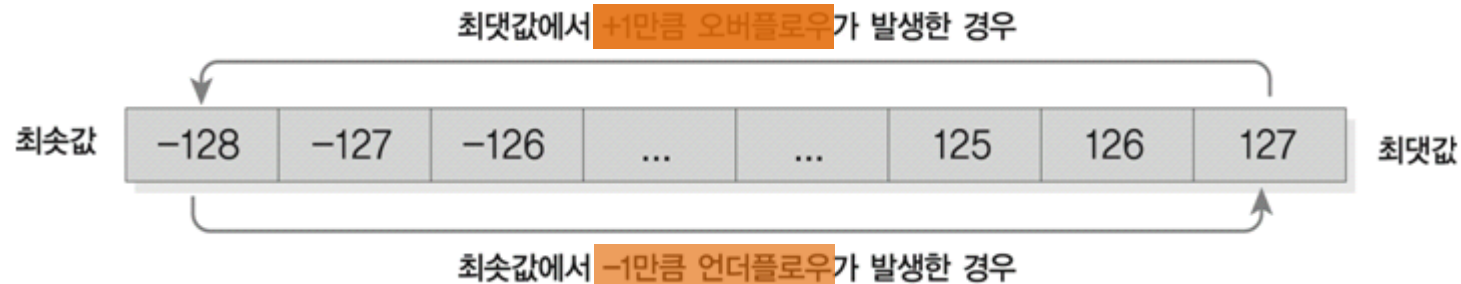 최댓값에서 +1만큼 오버플로우가 발생한 경우
최솟값 -128 -127 -126 ... ... 125 126 127 최댓값
최솟값에서 -1만큼 언더플로우가 발생한 경우